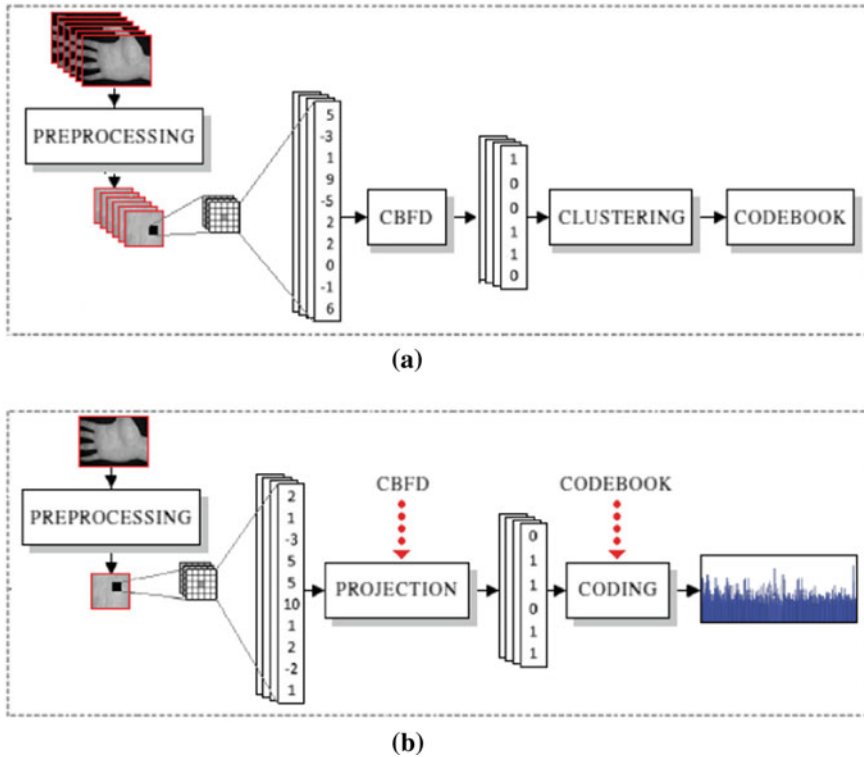 PREPROCESSING
5
-3
1
9
-5
2
2
0
-1
6
CBFD
1
0
0
1
1
0
CLUSTERING
CODEBOOK
(a)
PREPROCESSING
2
1
-3
5
5
10
1
2
-2
1
CBFD
PROJECTION
0
1
1
0
1
1
CODEBOOK
CODING
(b)